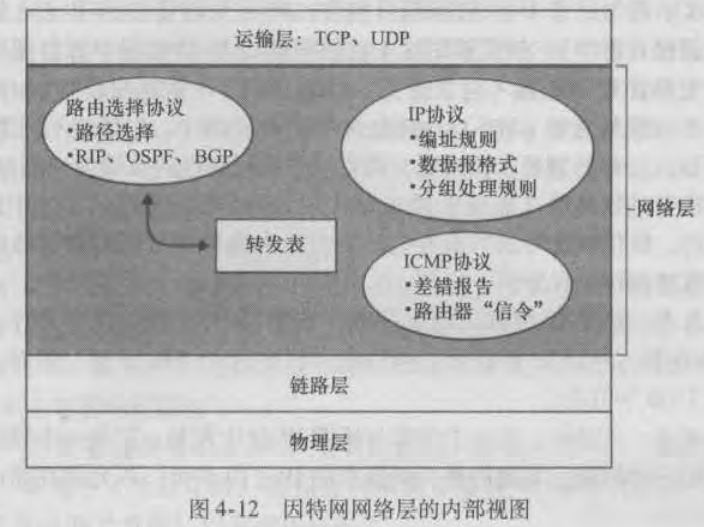 运输层：TCP、UDP
路由选择协议
•路径选择
•RIP、OSPF、BGP
IP协议
•编址规则
•数据报格式
•分组处理规则
网络层
转发表
ICMP协议
•差错报告
•路由器“信令”
链路层
物理层
图4-12 因特网网络层的内部视图